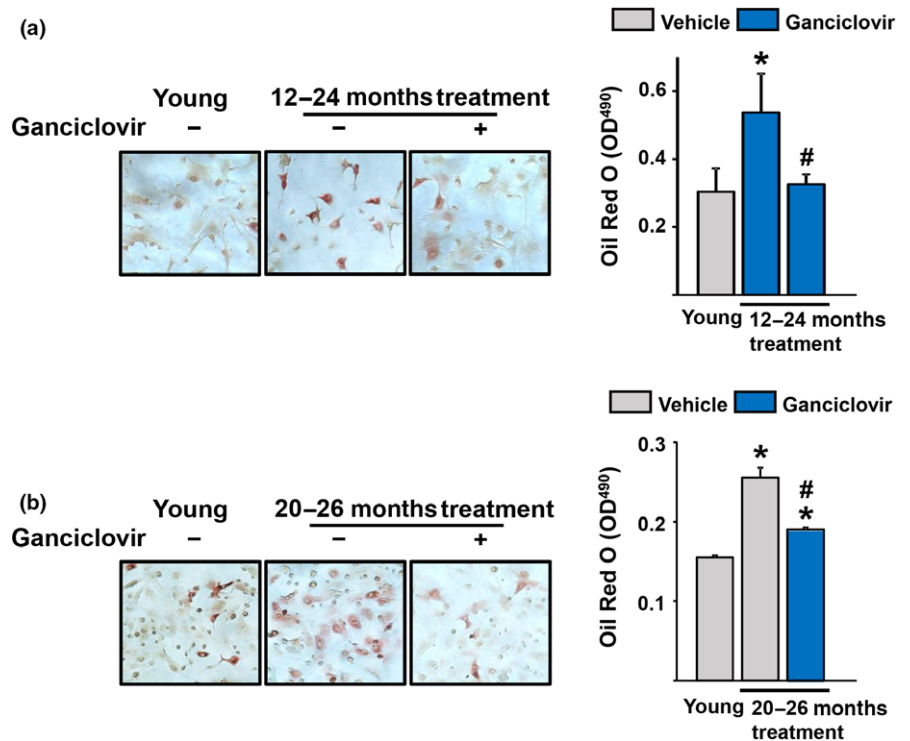 (a)
Young 12–24 months treatment
Ganciclovir – – +
Vehicle Ganciclovir
Oil Red O (OD490)
0.6
0.4
0.2
*
#
Young 12–24 months
treatment
(b)
Young 20–26 months treatment
Ganciclovir – – +
Vehicle Ganciclovir
Oil Red O (OD490)
0.3
0.2
0.1
*
#
*
Young 20–26 months
treatment